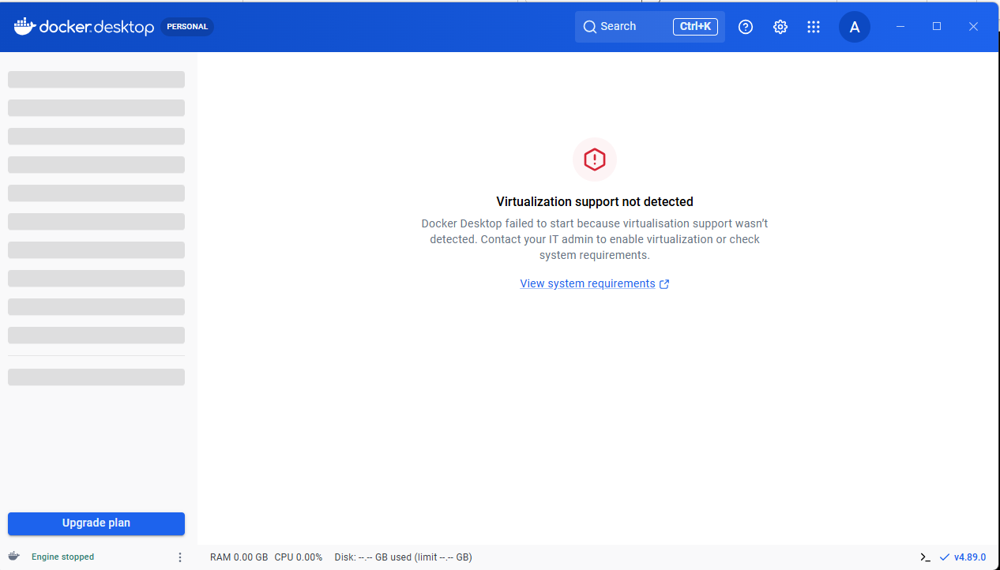 docker.desktop PERSONAL Search Ctrl+K A
Virtualization support not detected
Docker Desktop failed to start because virtualisation support wasn't
detected. Contact your IT admin to enable virtualization or check
system requirements.
View system requirements
Upgrade plan
Engine stopped RAM 0.00 GB CPU 0.00% Disk: --.-- GB used (limit --.-- GB) v4.89.0